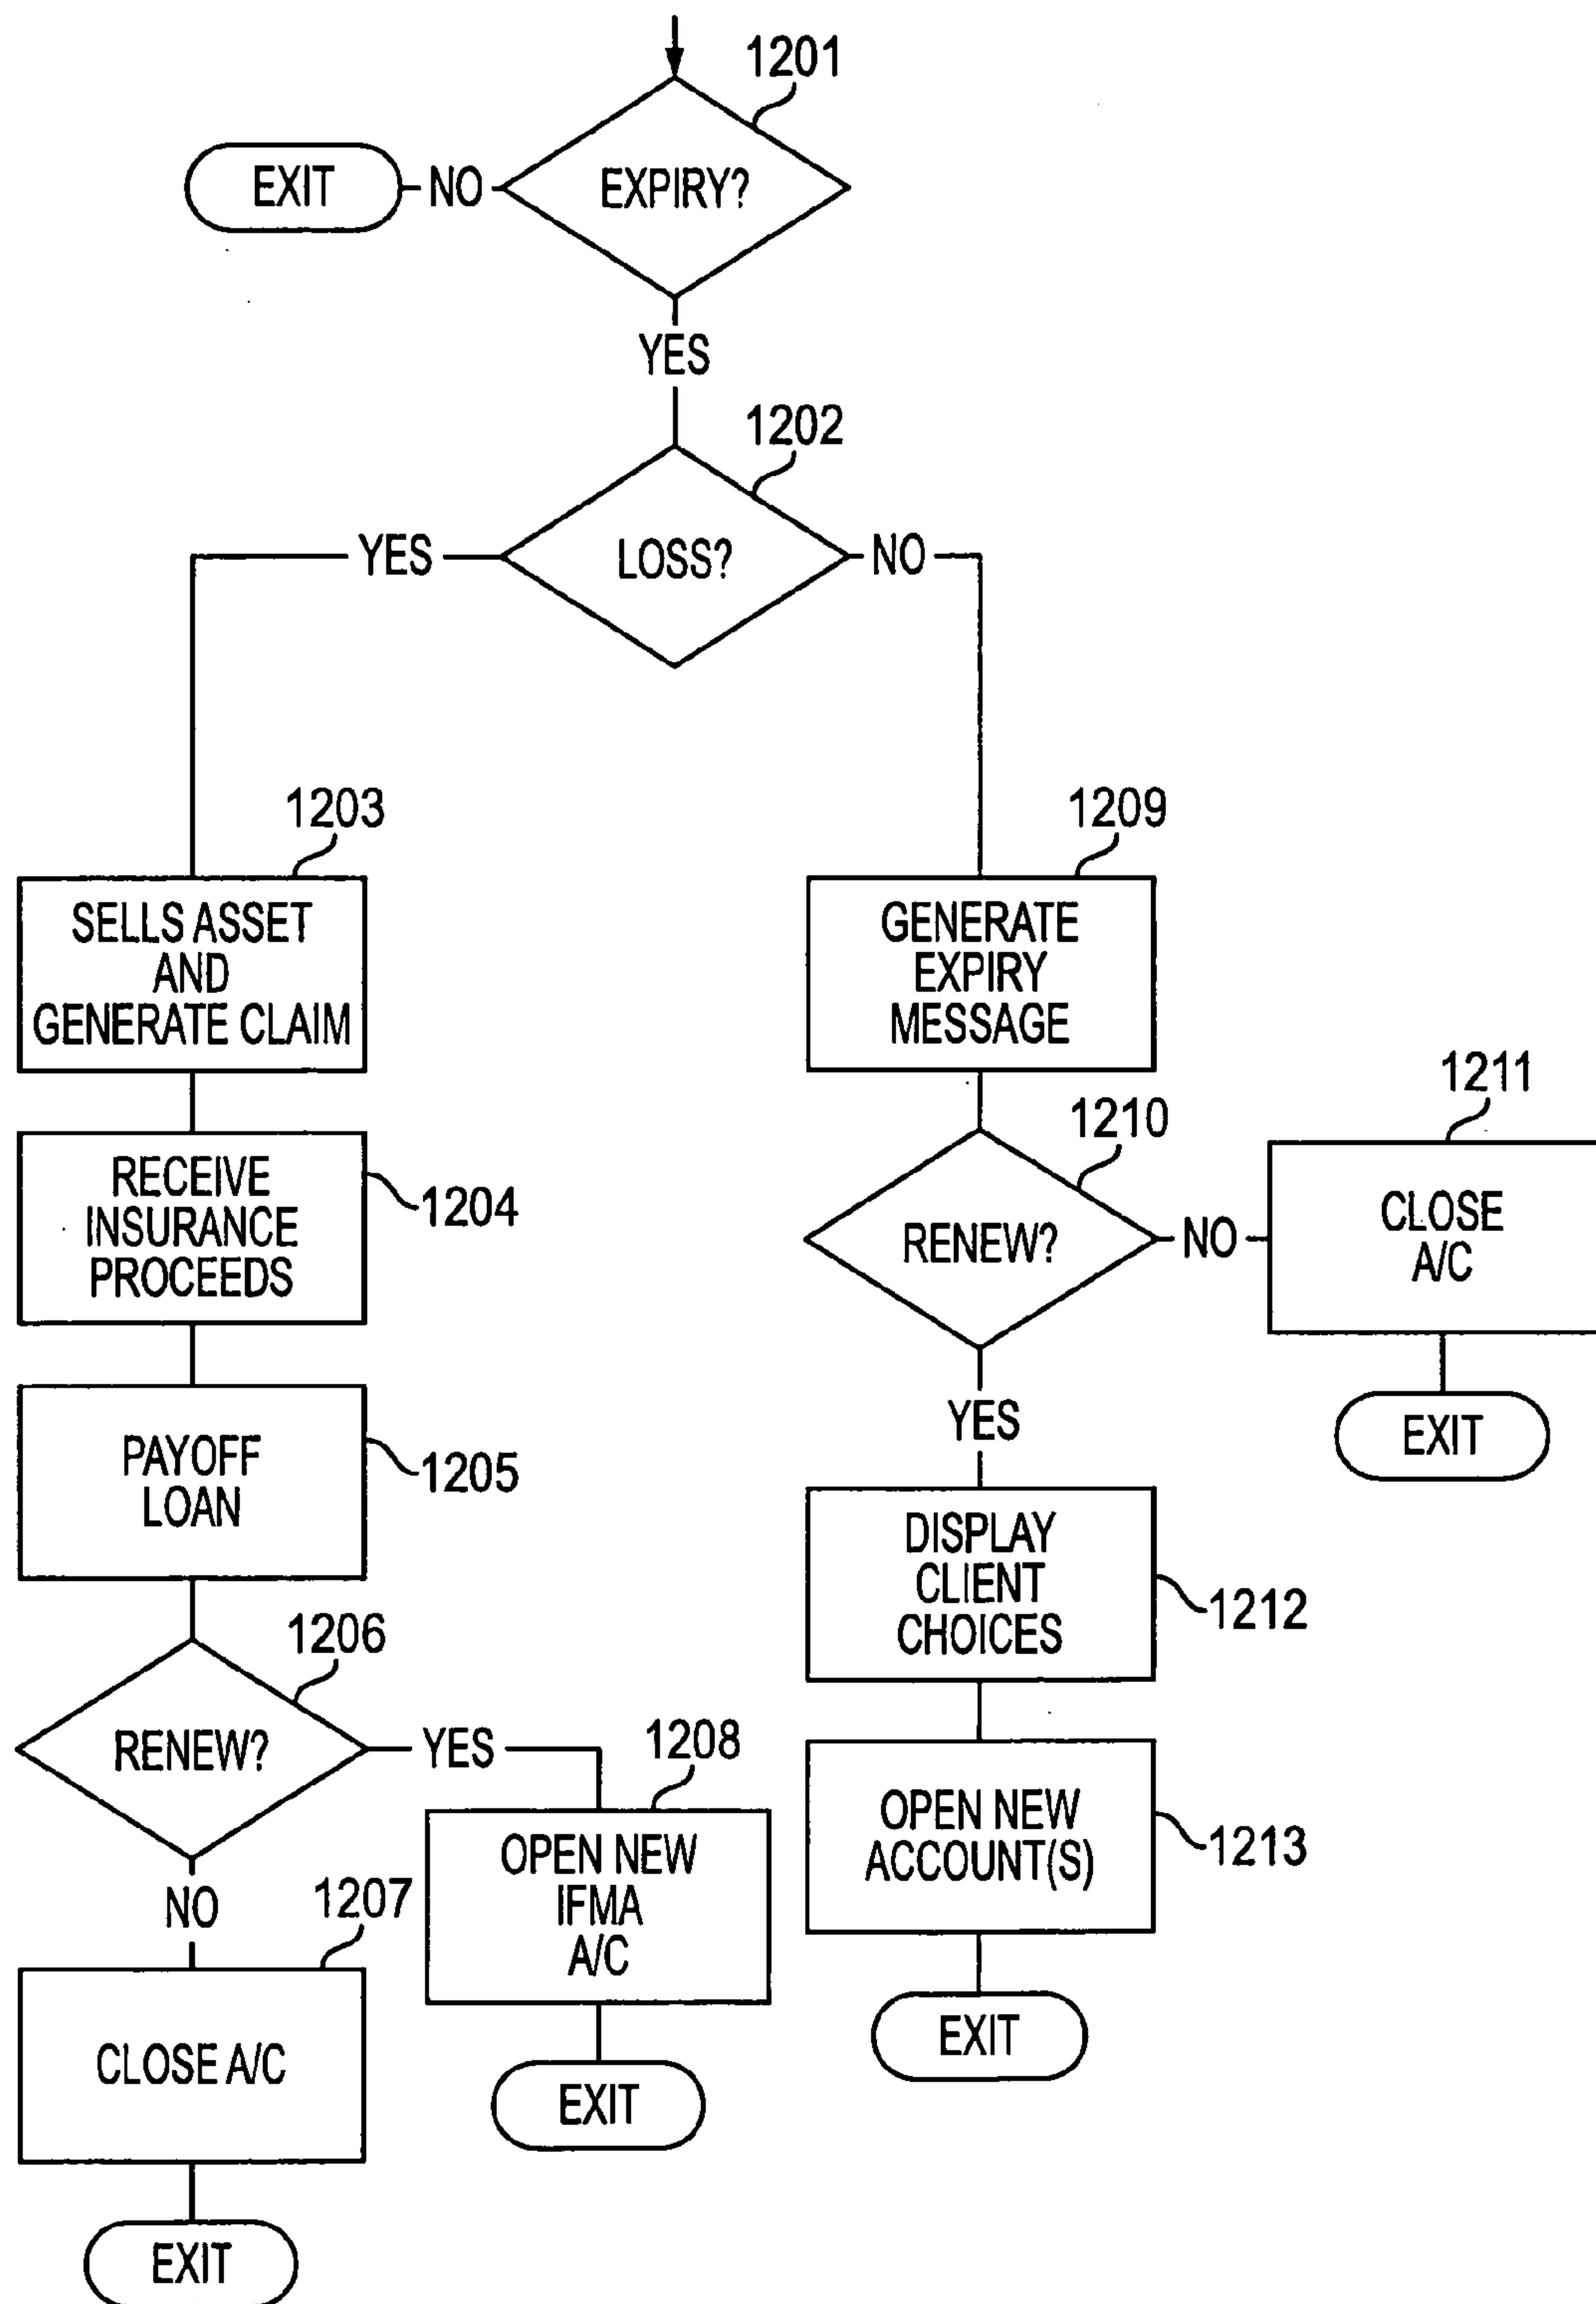 1201
EXIT
NO
EXPIRY?
YES
1202
YES
LOSS?
NO
1203
SELLS ASSET
AND
GENERATE CLAIM
1209
GENERATE
EXPIRY
MESSAGE
RECEIVE
INSURANCE
PROCEEDS
1204
1210
RENEW?
NO
1211
CLOSE
A/C
EXIT
PAYOFF
LOAN
1205
YES
DISPLAY
CLIENT
CHOICES
1212
1206
RENEW?
YES
1208
OPEN NEW
IFMA
A/C
EXIT
OPEN NEW
ACCOUNT(S)
1213
EXIT
NO
1207
CLOSE A/C
EXIT